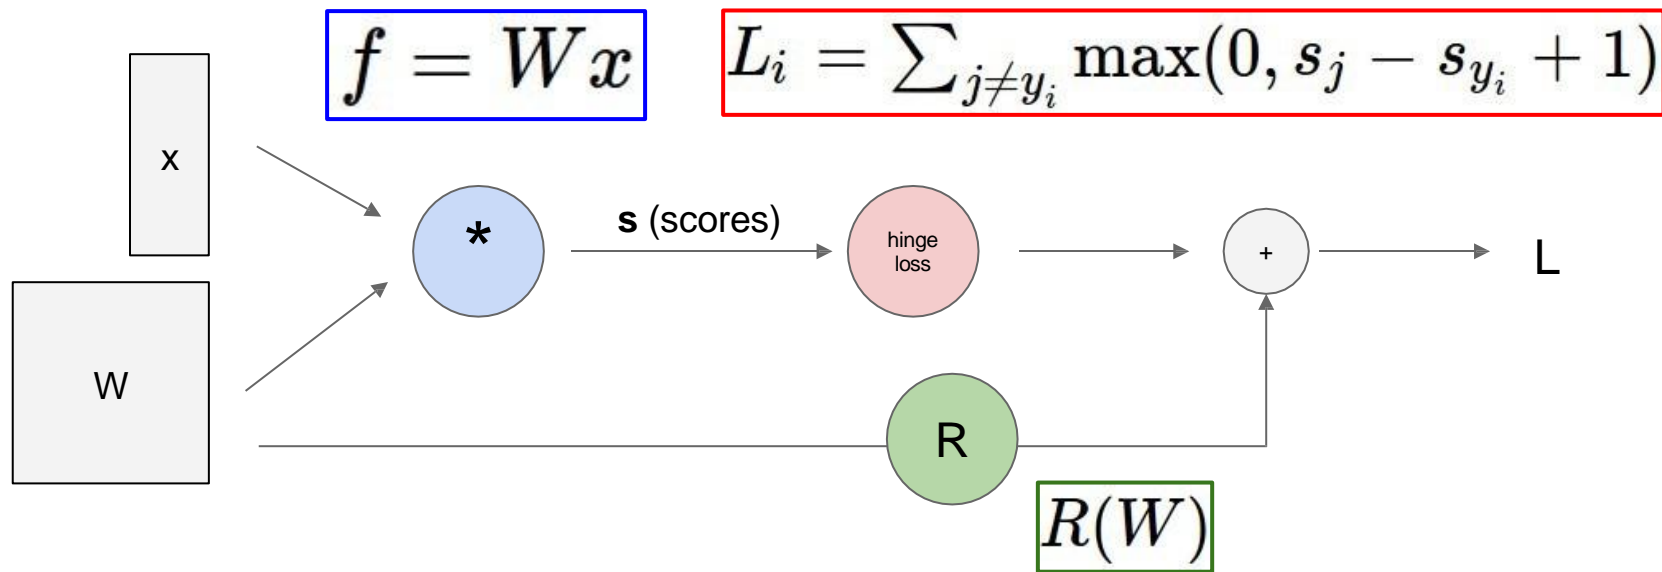 f = Wx
L_i = ∑_{j≠y_i} max(0, s_j − s_{y_i} + 1)
x
*
s (scores)
hinge
loss
+
L
W
R
R(W)